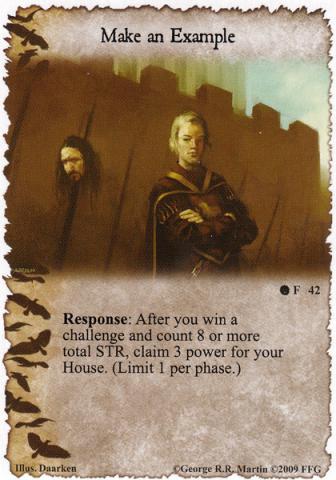 Make an Example
F 42
Response: After you win a
challenge and count 8 or more
total STR, claim 3 power for your
House. (Limit 1 per phase.)
Illus. Daarken
©George R.R. Martin ©2009 FFG